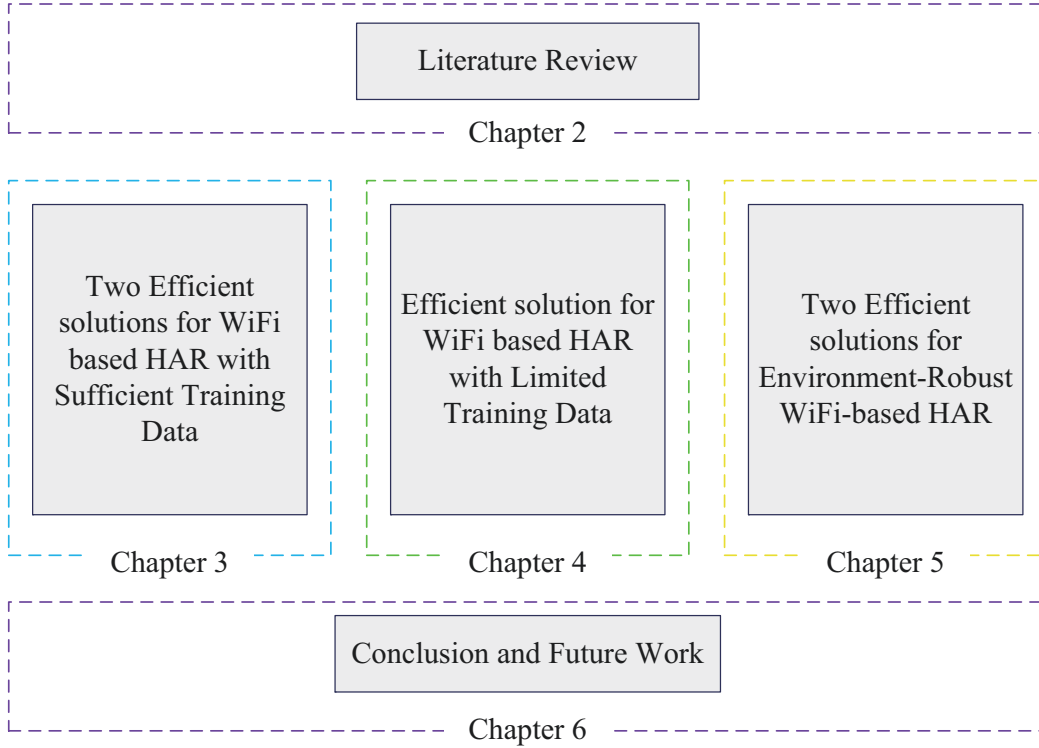 Literature Review
Chapter 2
Two Efficient
solutions for WiFi
based HAR with
Sufficient Training
Data
Chapter 3
Efficient solution for
WiFi based HAR
with Limited
Training Data
Chapter 4
Two Efficient
solutions for
Environment-Robust
WiFi-based HAR
Chapter 5
Conclusion and Future Work
Chapter 6